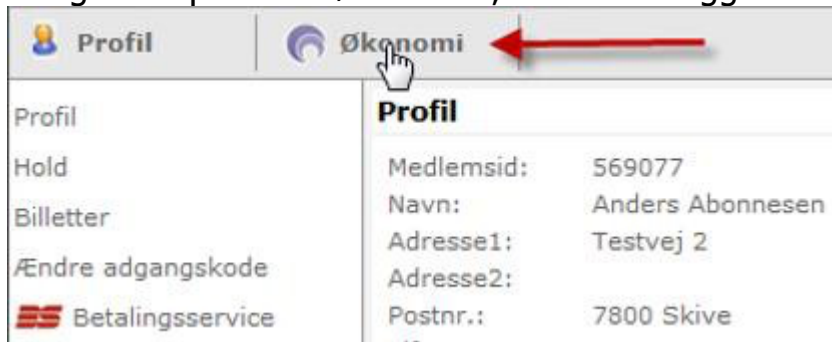 Profil
Økonomi
Profil
Hold
Billetter
Ændre adgangskode
BS Betalingsservice
Profil
Medlemsid: 569077
Navn: Anders Abonnesen
Adresse1: Testvej 2
Adresse2:
Postnr.: 7800 Skive